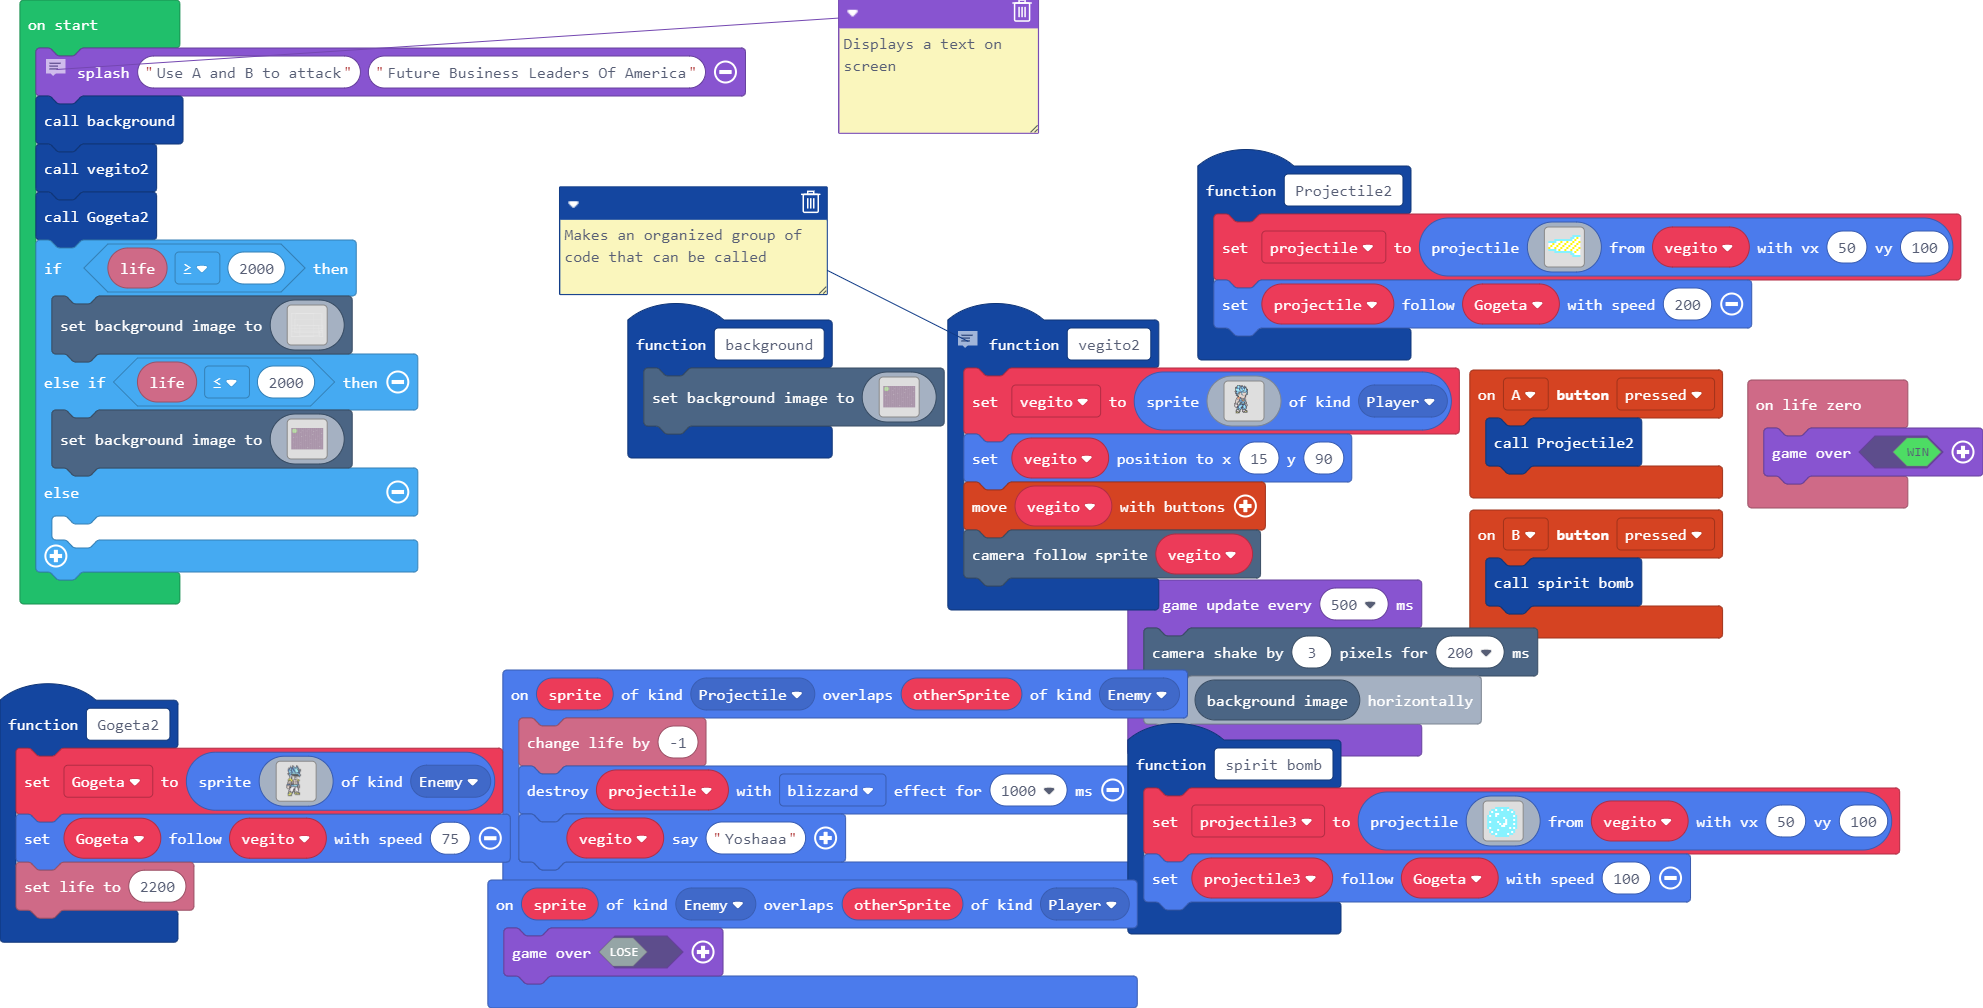 on start
splash "Use A and B to attack" "Future Business Leaders Of America"
call background
call vegito2
call Gogeta2
if life ≥ 2000 then
set background image to
else if life ≤ 2000 then
set background image to
else
Displays a text on
screen
Makes an organized group of
code that can be called
function background
set background image to
function vegito2
set vegito to sprite of kind Player
set vegito position to x 15 y 90
move vegito with buttons
camera follow sprite vegito
function Projectile2
set projectile to projectile from vegito with vx 50 vy 100
set projectile follow Gogeta with speed 200
on A button pressed
call Projectile2
on B button pressed
call spirit bomb
on life zero
game over WIN
game update every 500 ms
camera shake by 3 pixels for 200 ms
background image horizontally
function Gogeta2
set Gogeta to sprite of kind Enemy
set Gogeta follow vegito with speed 75
set life to 2200
on sprite of kind Projectile overlaps otherSprite of kind Enemy
change life by -1
destroy projectile with blizzard effect for 1000 ms
vegito say "Yoshaaa"
on sprite of kind Enemy overlaps otherSprite of kind Player
game over LOSE
function spirit bomb
set projectile3 to projectile from vegito with vx 50 vy 100
set projectile3 follow Gogeta with speed 100